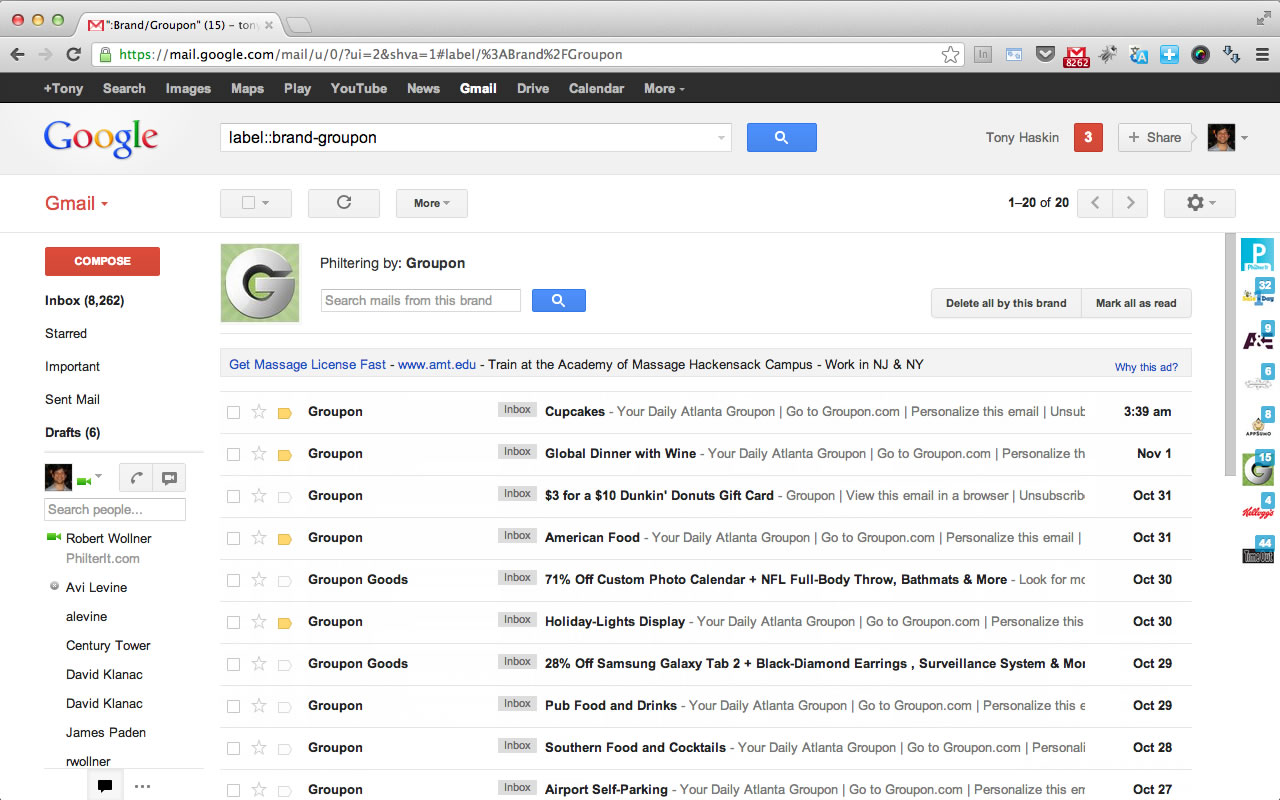 ":Brand/Groupon" (15) – tony
https://mail.google.com/mail/u/0/?ui=2&shva=1#label/%3ABrand%2FGroupon
8262
+Tony Search Images Maps Play YouTube News Gmail Drive Calendar More
Google
label::brand-groupon
Tony Haskin 3 + Share
Gmail
More
1–20 of 20
COMPOSE
Inbox (8,262)
Starred
Important
Sent Mail
Drafts (6)
Search people...
Robert Wollner
PhilterIt.com
Avi Levine
alevine
Century Tower
David Klanac
David Klanac
James Paden
rwollner
G
Philtering by: Groupon
Search mails from this brand
Delete all by this brand Mark all as read
Get Massage License Fast - www.amt.edu - Train at the Academy of Massage Hackensack Campus - Work in NJ & NY Why this ad?
Groupon Inbox Cupcakes - Your Daily Atlanta Groupon | Go to Groupon.com | Personalize this email | Unsub 3:39 am
Groupon Inbox Global Dinner with Wine - Your Daily Atlanta Groupon | Go to Groupon.com | Personalize th Nov 1
Groupon Inbox $3 for a $10 Dunkin' Donuts Gift Card - Groupon | View this email in a browser | Unsubscrib Oct 31
Groupon Inbox American Food - Your Daily Atlanta Groupon | Go to Groupon.com | Personalize this email | Oct 31
Groupon Goods Inbox 71% Off Custom Photo Calendar + NFL Full-Body Throw, Bathmats & More - Look for mo Oct 30
Groupon Inbox Holiday-Lights Display - Your Daily Atlanta Groupon | Go to Groupon.com | Personalize this Oct 30
Groupon Goods Inbox 28% Off Samsung Galaxy Tab 2 + Black-Diamond Earrings , Surveillance System & Mor Oct 29
Groupon Inbox Pub Food and Drinks - Your Daily Atlanta Groupon | Go to Groupon.com | Personalize this e Oct 29
Groupon Inbox Southern Food and Cocktails - Your Daily Atlanta Groupon | Go to Groupon.com | Personali Oct 28
Groupon Inbox Airport Self-Parking - Your Daily Atlanta Groupon | Go to Groupon.com | Personalize this em Oct 27
P
PhilterIt
32
9
A&E
6
8
APPSUMO
15
G
4
Kellogg's
44
TimeOut